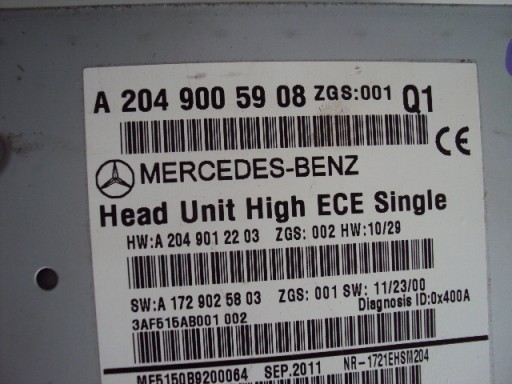 A 204 900 59 08 ZGS:001 Q1
CE
MERCEDES-BENZ
Head Unit High ECE Single
HW:A 204 901 22 03 ZGS: 002 HW:10/29
SW:A 172 902 58 03 ZGS: 001 SW: 11/23/00
3AF515AB001 002 Diagnosis ID:0x400A
MF5150B9200064 SEP.2011 NR-1721EHSM204